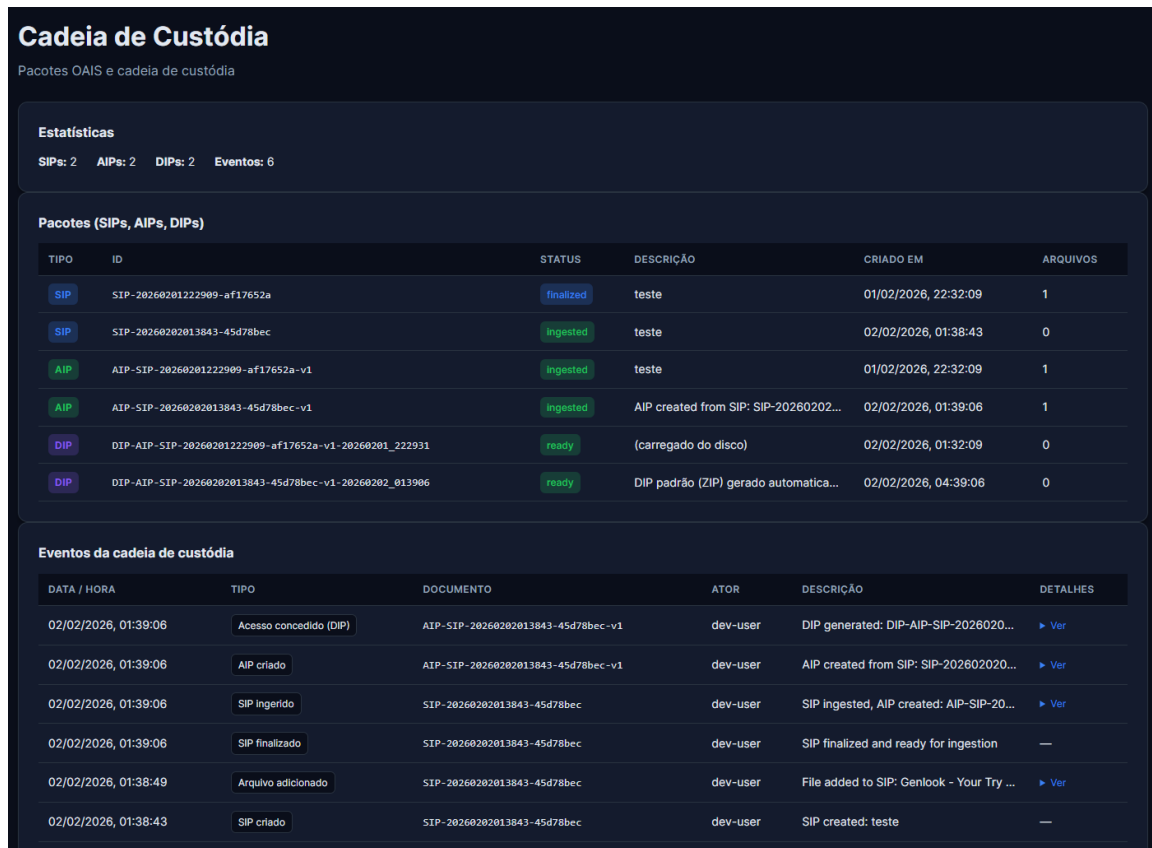 Cadeia de Custódia
Pacotes OAIS e cadeia de custódia
Estatísticas
SIPs: 2 AIPs: 2 DIPs: 2 Eventos: 6
Pacotes (SIPs, AIPs, DIPs)
TIPO ID STATUS DESCRIÇÃO CRIADO EM ARQUIVOS
SIP SIP-20260201222909-af17652a finalized teste 01/02/2026, 22:32:09 1
SIP SIP-20260202013843-45d78bec ingested teste 02/02/2026, 01:38:43 0
AIP AIP-SIP-20260201222909-af17652a-v1 ingested teste 01/02/2026, 22:32:09 1
AIP AIP-SIP-20260202013843-45d78bec-v1 ingested AIP created from SIP: SIP-20260202... 02/02/2026, 01:39:06 1
DIP DIP-AIP-SIP-20260201222909-af17652a-v1-20260201_222931 ready (carregado do disco) 02/02/2026, 01:32:09 0
DIP DIP-AIP-SIP-20260202013843-45d78bec-v1-20260202_013906 ready DIP padrão (ZIP) gerado automatica... 02/02/2026, 04:39:06 0
Eventos da cadeia de custódia
DATA / HORA TIPO DOCUMENTO ATOR DESCRIÇÃO DETALHES
02/02/2026, 01:39:06 Acesso concedido (DIP) AIP-SIP-20260202013843-45d78bec-v1 dev-user DIP generated: DIP-AIP-SIP-2026020... ▶ Ver
02/02/2026, 01:39:06 AIP criado AIP-SIP-20260202013843-45d78bec-v1 dev-user AIP created from SIP: SIP-202602020... ▶ Ver
02/02/2026, 01:39:06 SIP ingerido SIP-20260202013843-45d78bec dev-user SIP ingested, AIP created: AIP-SIP-20... ▶ Ver
02/02/2026, 01:39:06 SIP finalizado SIP-20260202013843-45d78bec dev-user SIP finalized and ready for ingestion —
02/02/2026, 01:38:49 Arquivo adicionado SIP-20260202013843-45d78bec dev-user File added to SIP: Genlook - Your Try ... ▶ Ver
02/02/2026, 01:38:43 SIP criado SIP-20260202013843-45d78bec dev-user SIP created: teste —